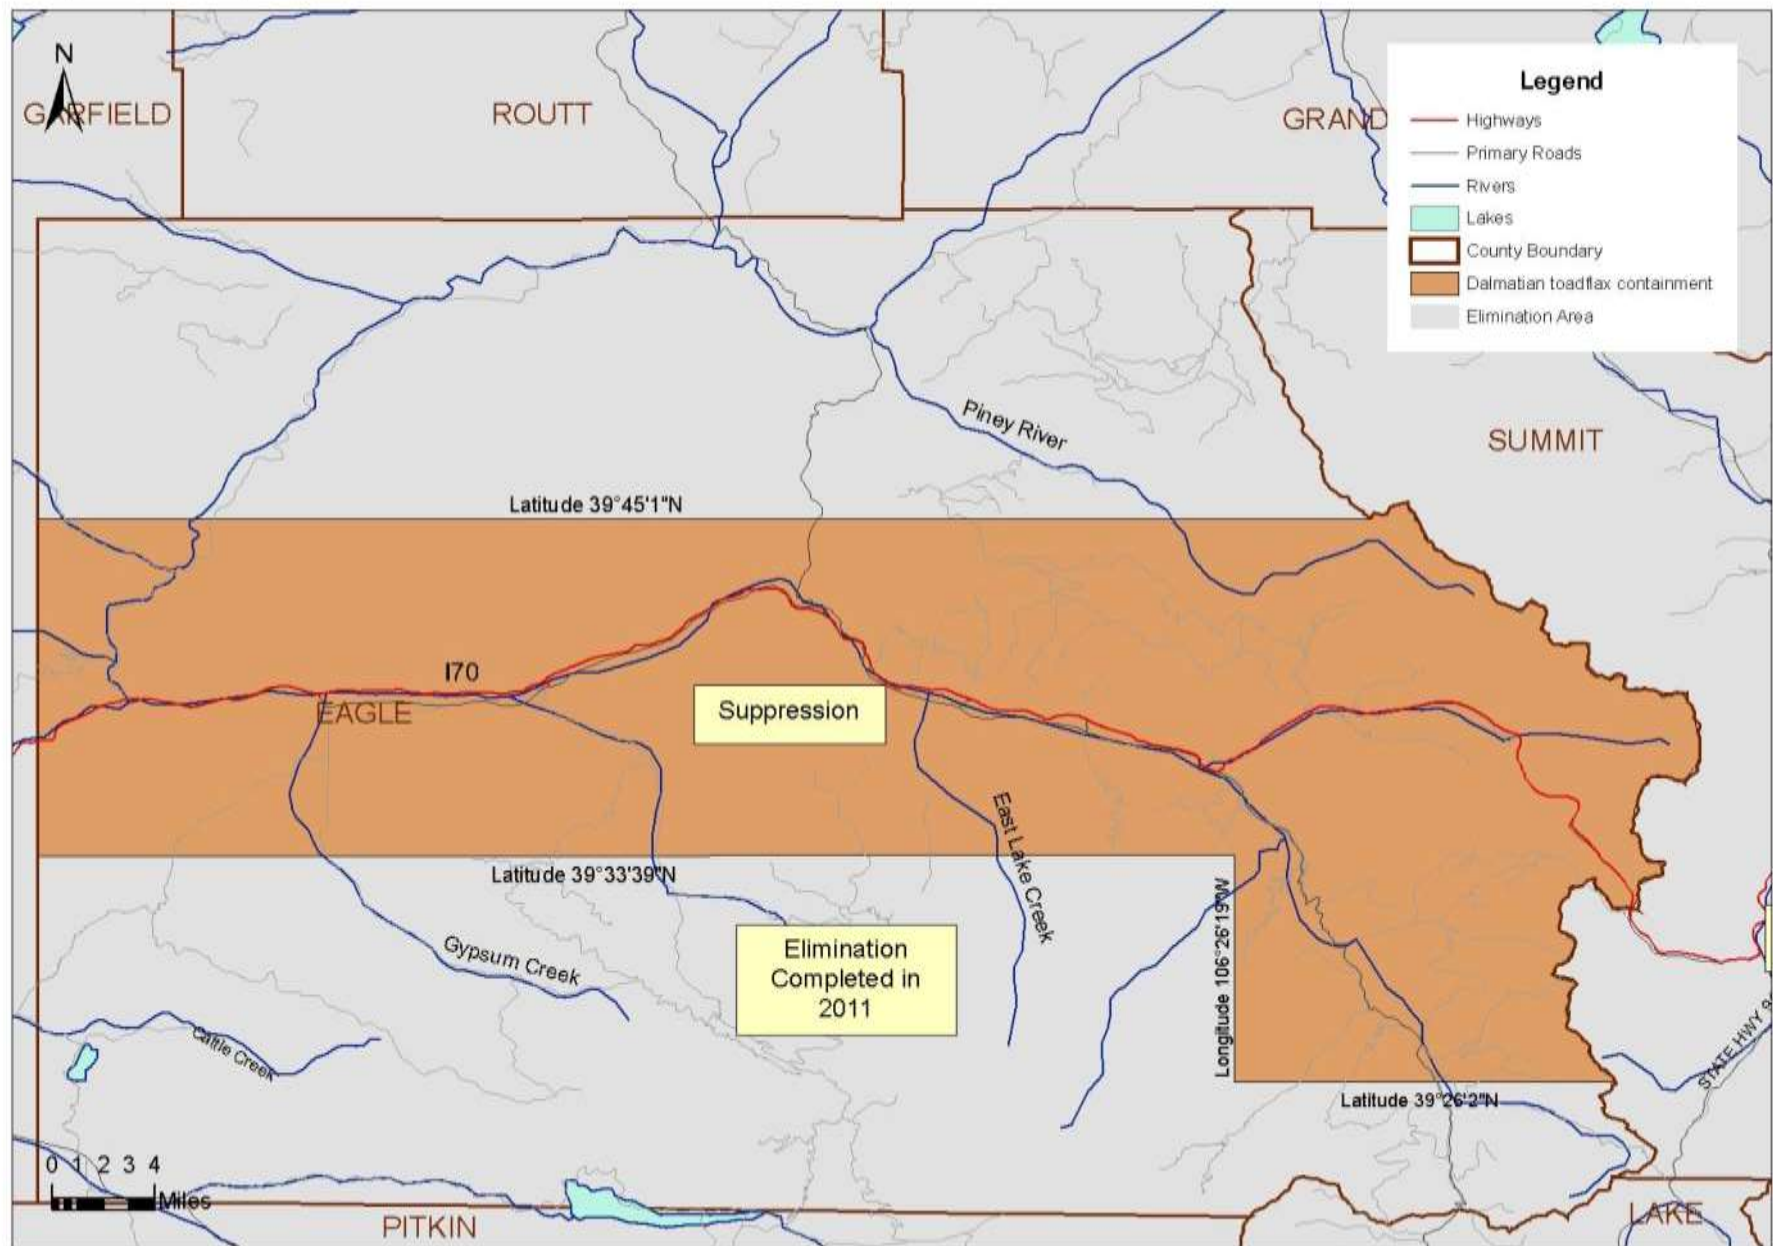 N
GARFIELD
ROUTT
GRAND
Legend
Highways
Primary Roads
Rivers
Lakes
County Boundary
Dalmatian toadflax containment
Elimination Area
Piney River
SUMMIT
Latitude 39°45'1"N
I70
EAGLE
Suppression
East Lake Creek
Latitude 39°33'39"N
Longitude 106°26'19"W
Gypsum Creek
Elimination
Completed in
2011
Cattle Creek
STATE HWY 9
Latitude 39°26'2"N
0 1 2 3 4
Miles
PITKIN
LAKE